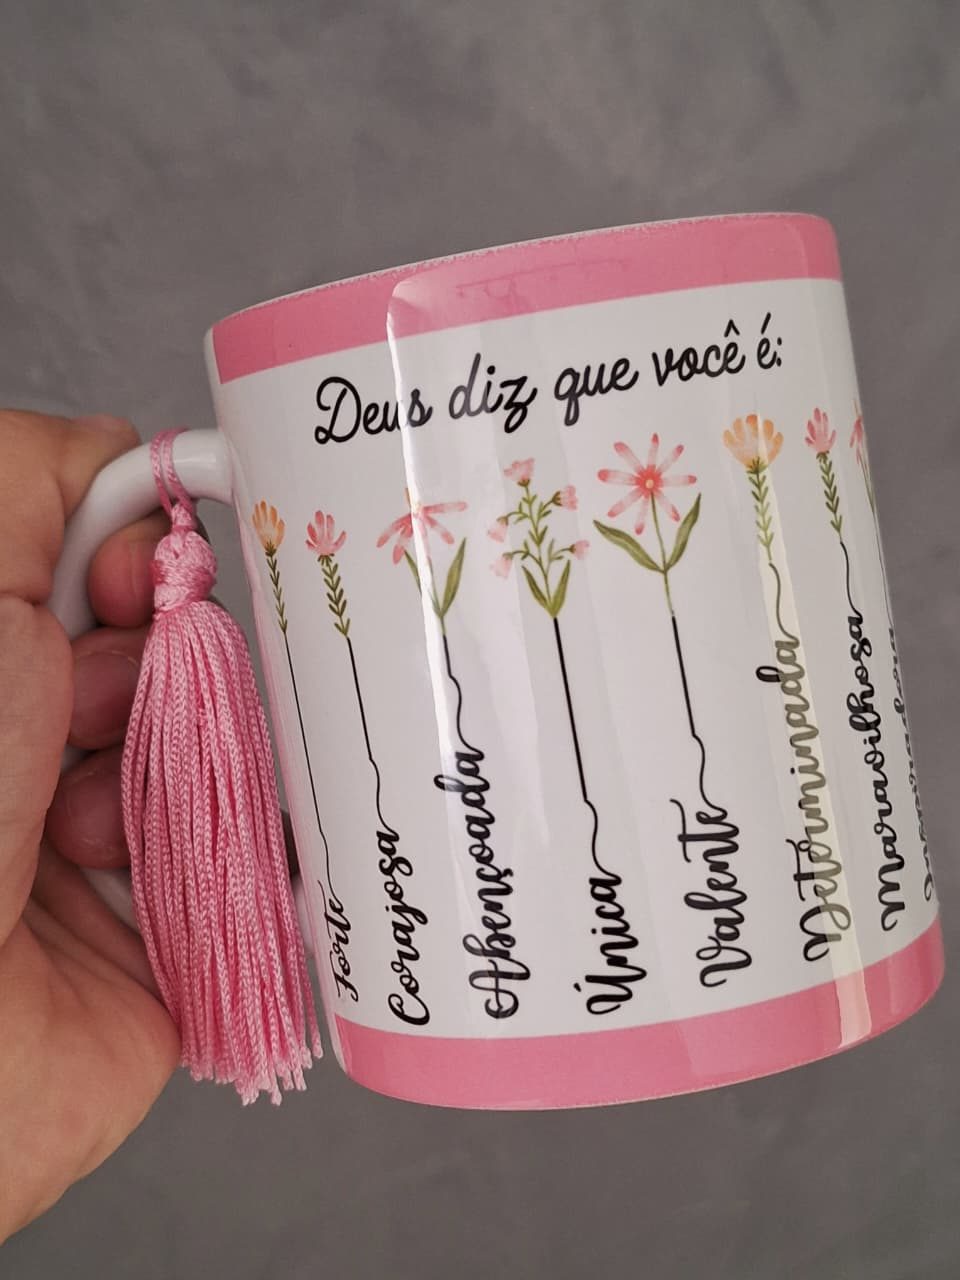 Deus diz que você é:
Forte
Corajosa
Abençoada
Única
Valente
Determinada
Maravilhosa